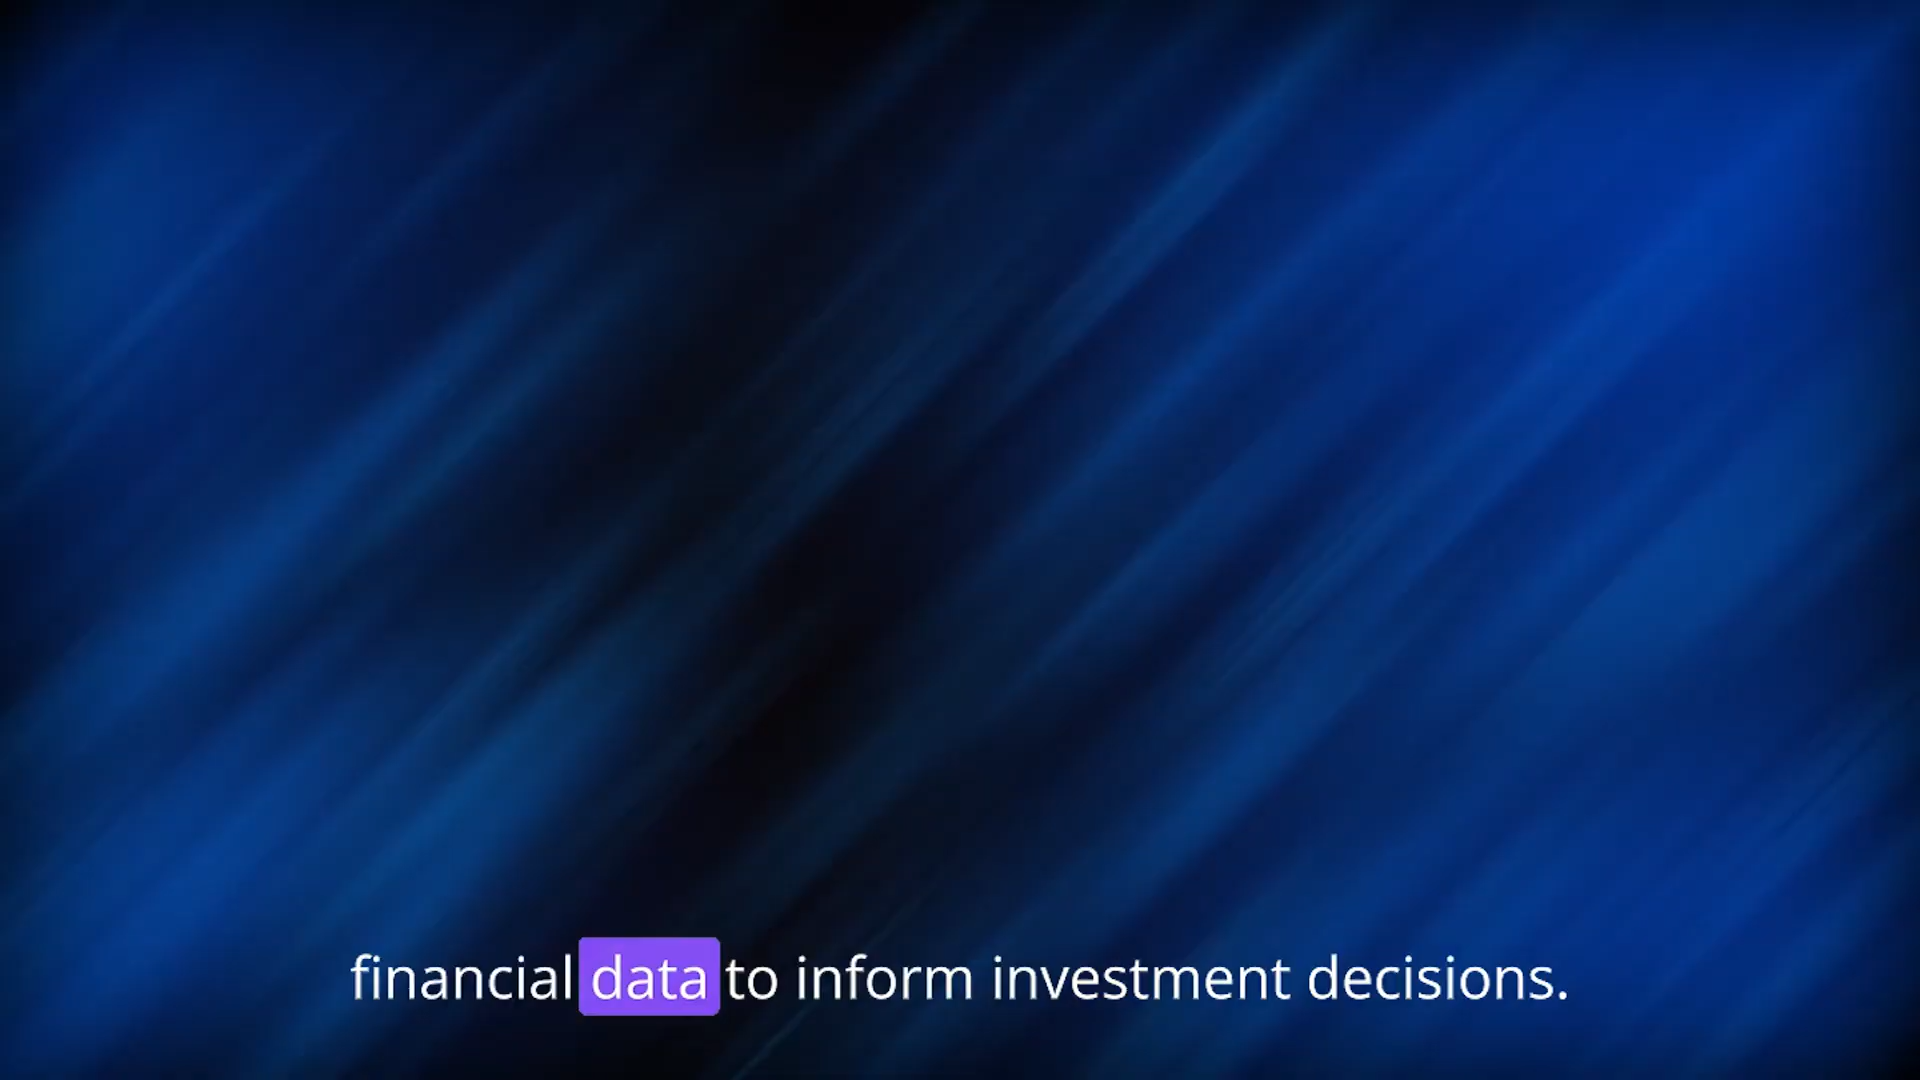 financial data to inform investment decisions.